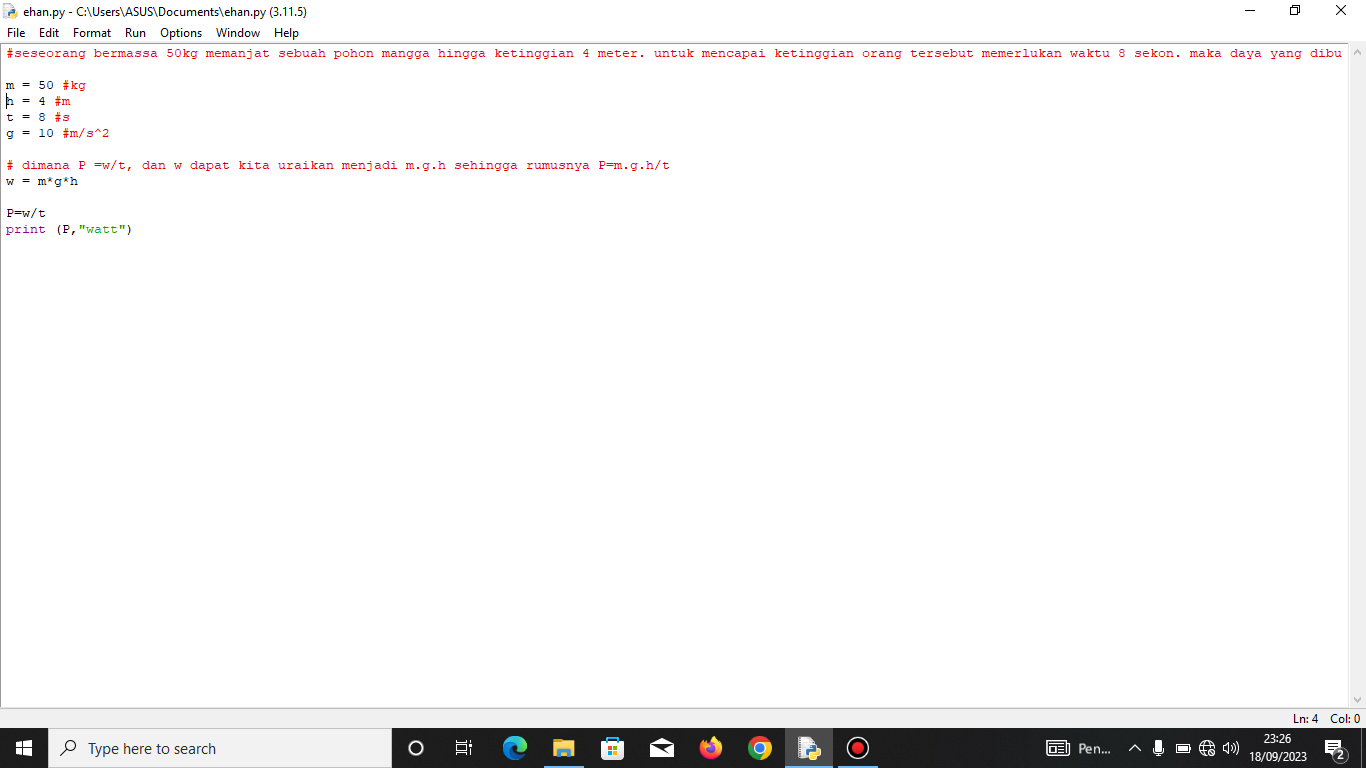 ehan.py - C:\Users\ASUS\Documents\ehan.py (3.11.5)
File Edit Format Run Options Window Help
#seseorang bermassa 50kg memanjat sebuah pohon mangga hingga ketinggian 4 meter. untuk mencapai ketinggian orang tersebut memerlukan waktu 8 sekon. maka daya yang dibu
m = 50 #kg
h = 4 #m
t = 8 #s
g = 10 #m/s^2
# dimana P =w/t, dan w dapat kita uraikan menjadi m.g.h sehingga rumusnya P=m.g.h/t
w = m*g*h
P=w/t
print (P,"watt")
Ln: 4 Col: 0
Type here to search
Pen...
23:26
18/09/2023
2